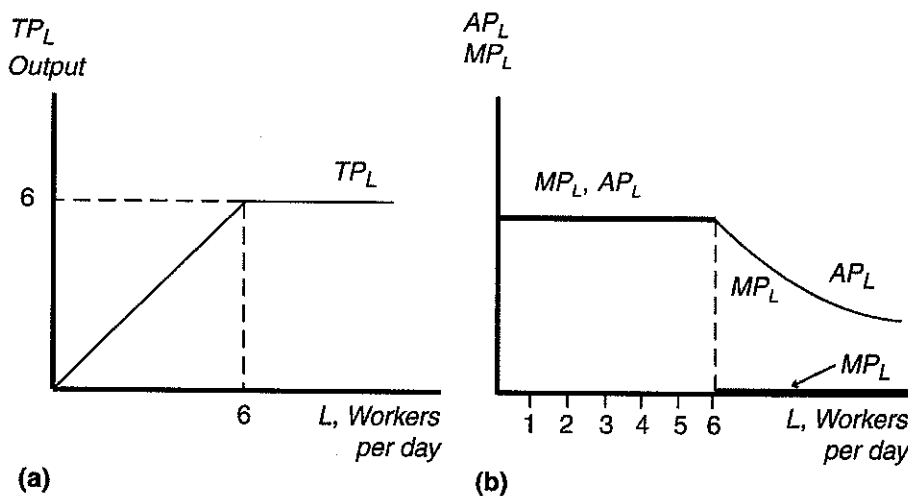 TP_L
Output
6
TP_L
6
L, Workers
per day
(a)
AP_L
MP_L
MP_L, AP_L
MP_L
AP_L
MP_L
1 2 3 4 5 6
L, Workers
per day
(b)